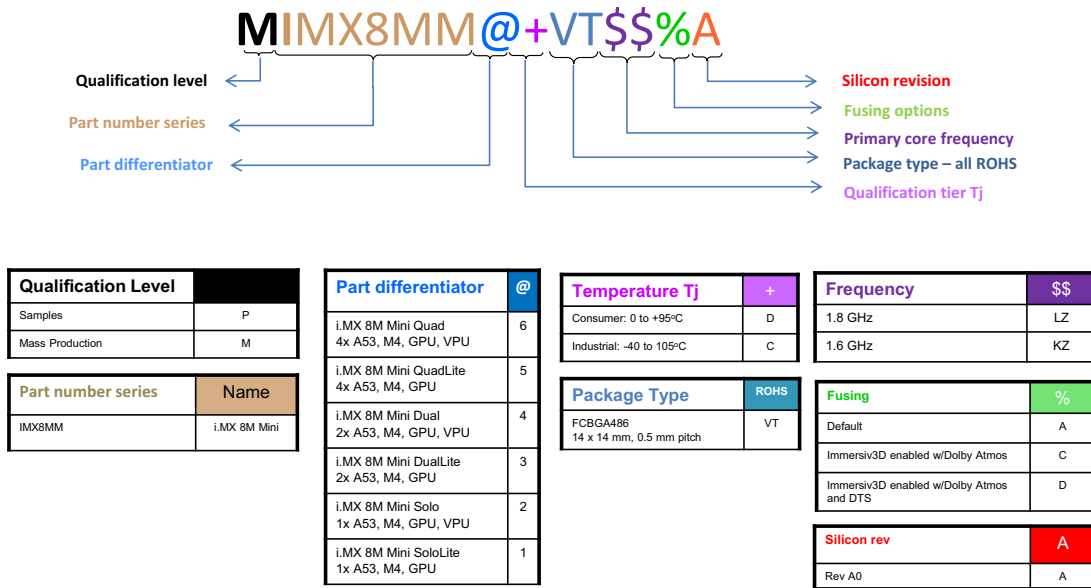 MIMX8MM@+VT$$%A
Qualification level
Part number series
Part differentiator
Silicon revision
Fusing options
Primary core frequency
Package type – all ROHS
Qualification tier Tj
Qualification Level
Samples P
Mass Production M
Part number series Name
IMX8MM i.MX 8M Mini
Part differentiator @
i.MX 8M Mini Quad 6
4x A53, M4, GPU, VPU
i.MX 8M Mini QuadLite 5
4x A53, M4, GPU
i.MX 8M Mini Dual 4
2x A53, M4, GPU, VPU
i.MX 8M Mini DualLite 3
2x A53, M4, GPU
i.MX 8M Mini Solo 2
1x A53, M4, GPU, VPU
i.MX 8M Mini SoloLite 1
1x A53, M4, GPU
Temperature Tj +
Consumer: 0 to +95ºC D
Industrial: -40 to 105ºC C
Package Type ROHS
FCBGA486 VT
14 x 14 mm, 0.5 mm pitch
Frequency $$
1.8 GHz LZ
1.6 GHz KZ
Fusing %
Default A
Immersiv3D enabled w/Dolby Atmos C
Immersiv3D enabled w/Dolby Atmos D
and DTS
Silicon rev A
Rev A0 A